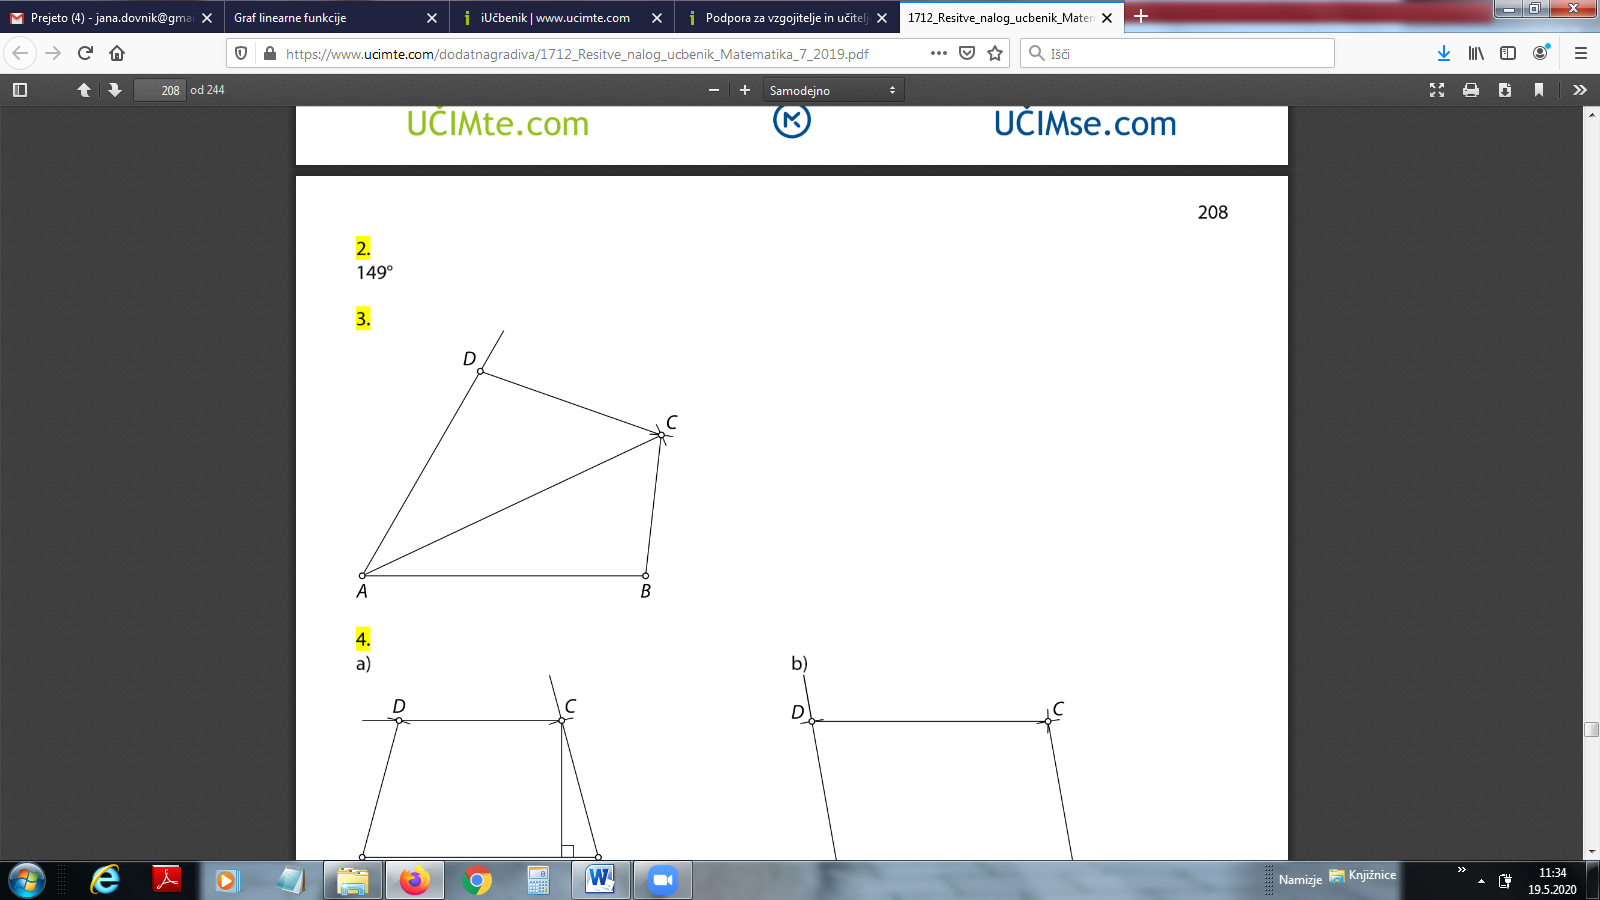 Prejeto (4) - jana.dovnik@gmai
Graf linearne funkcije
iUčbenik | www.ucimte.com
Podpora za vzgojitelje in učitelj
1712_Resitve_nalog_ucbenik_Matem
https://www.ucimte.com/dodatnagradiva/1712_Resitve_nalog_ucbenik_Matematika_7_2019.pdf
Išči
208 od 244
Samodejno
UČIMte.com
UČIMse.com
208
2.
149°
3.
D
C
A
B
4.
a)
b)
D
C
D
C
Namizje
Knjižnice
11:34
19.5.2020